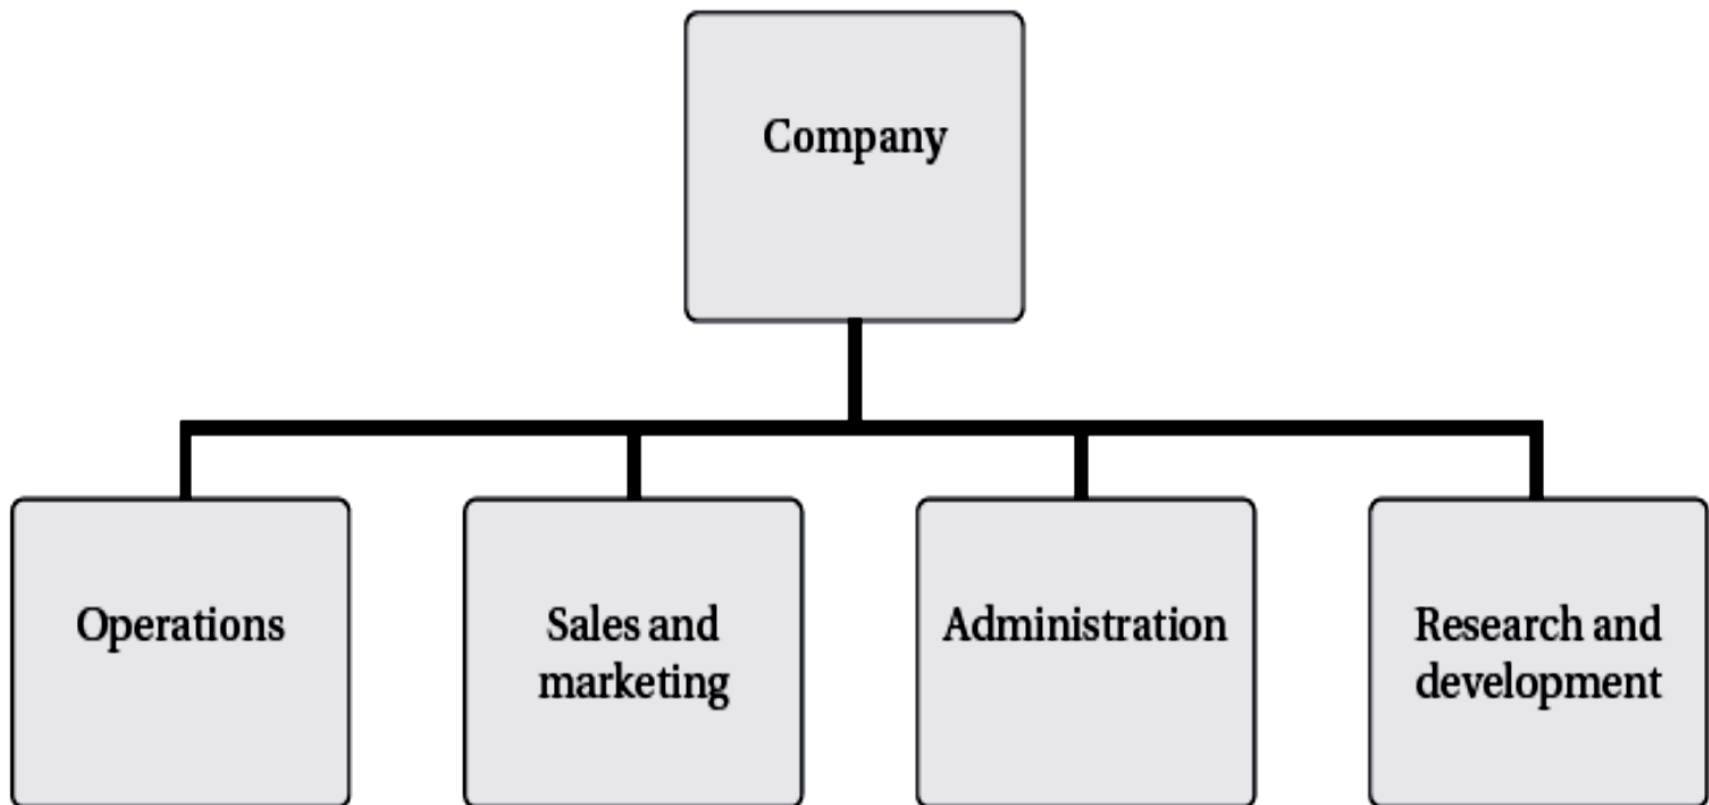 Company
Operations
Sales and
marketing
Administration
Research and
development